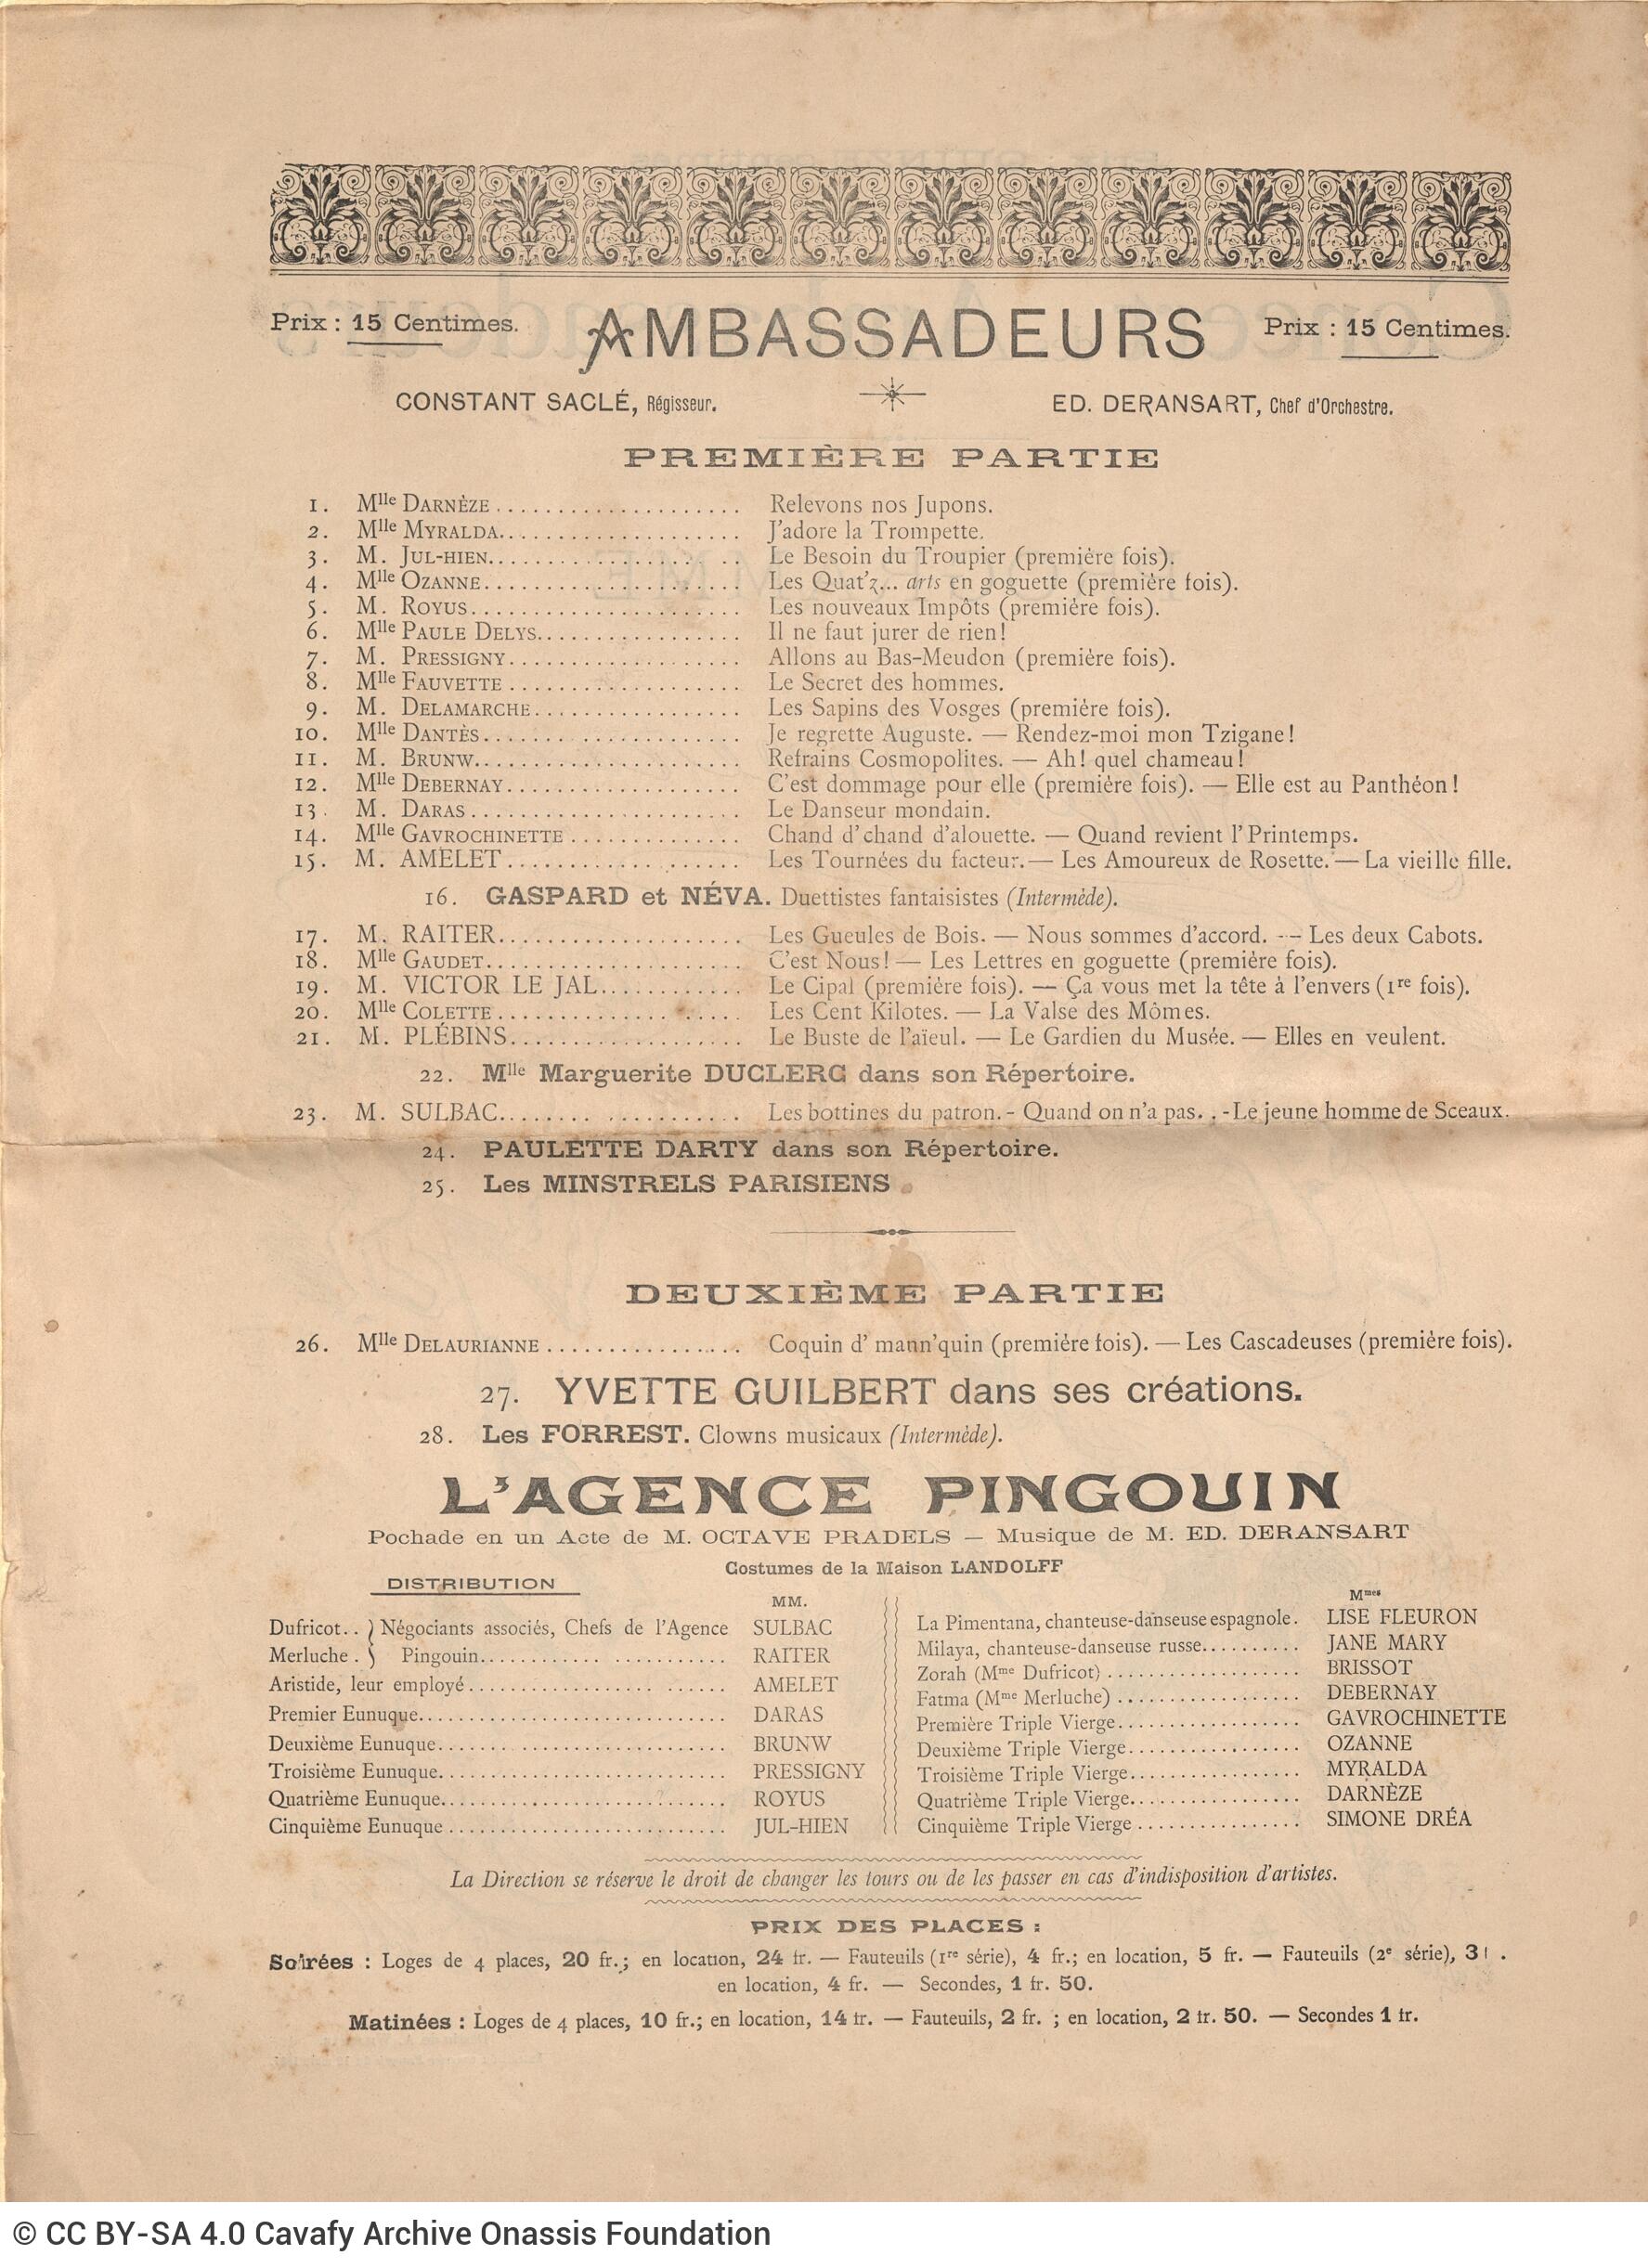 Prix : 15 Centimes. AMBASSADEURS Prix : 15 Centimes.
CONSTANT SACLÉ, Régisseur. ED. DERANSART, Chef d'Orchestre.
PREMIÈRE PARTIE
1. Mlle DARNÈZE .................... Relevons nos Jupons.
2. Mlle MYRALDA.................... J'adore la Trompette.
3. M. JUL-HIEN.................... Le Besoin du Troupier (première fois).
4. Mlle OZANNE.................... Les Quat'z... arts en goguette (première fois).
5. M. ROYUS.................... Les nouveaux Impôts (première fois).
6. Mlle PAULE DELYS.................... Il ne faut jurer de rien!
7. M. PRESSIGNY.................... Allons au Bas-Meudon (première fois).
8. Mlle FAUVETTE .................... Le Secret des hommes.
9. M. DELAMARCHE.................... Les Sapins des Vosges (première fois).
10. Mlle DANTÈS.................... Je regrette Auguste. — Rendez-moi mon Tzigane!
11. M. BRUNW.................... Refrains Cosmopolites. — Ah! quel chameau!
12. Mlle DEBERNAY.................... C'est dommage pour elle (première fois). — Elle est au Panthéon!
13. M. DARAS.................... Le Danseur mondain.
14. Mlle GAVROCHINETTE .............. Chand d'chand d'alouette. — Quand revient l'Printemps.
15. M. AMELET.................... Les Tournées du facteur. — Les Amoureux de Rosette. — La vieille fille.
16. GASPARD et NÉVA. Duettistes fantaisistes (Intermède).
17. M. RAITER.................... Les Gueules de Bois. — Nous sommes d'accord. — Les deux Cabots.
18. Mlle GAUDET.................... C'est Nous! — Les Lettres en goguette (première fois).
19. M. VICTOR LE JAL............ Le Cipal (première fois). — Ça vous met la tête à l'envers (1re fois).
20. Mlle COLETTE .................... Les Cent Kilotes. — La Valse des Mômes.
21. M. PLÉBINS.................... Le Buste de l'aïeul. — Le Gardien du Musée. — Elles en veulent.
22. Mlle Marguerite DUCLERC dans son Répertoire.
23. M. SULBAC.................... Les bottines du patron. - Quand on n'a pas. . - Le jeune homme de Sceaux.
24. PAULETTE DARTY dans son Répertoire.
25. Les MINSTRELS PARISIENS
DEUXIÈME PARTIE
26. Mlle DELAURIANNE ................ Coquin d' mann'quin (première fois). — Les Cascadeuses (première fois).
27. YVETTE GUILBERT dans ses créations.
28. Les FORREST. Clowns musicaux (Intermède).
L'AGENCE PINGOUIN
Pochade en un Acte de M. OCTAVE PRADELS — Musique de M. ED. DERANSART
Costumes de la Maison LANDOLFF
DISTRIBUTION
MM.
Dufricot.. } Négociants associés, Chefs de l'Agence SULBAC
Merluche . } Pingouin.................... RAITER
Aristide, leur employé.................... AMELET
Premier Eunuque.................... DARAS
Deuxième Eunuque.................... BRUNW
Troisième Eunuque.................... PRESSIGNY
Quatrième Eunuque.................... ROYUS
Cinquième Eunuque .................... JUL-HIEN
Mmes
La Pimentana, chanteuse-danseuse espagnole. LISE FLEURON
Milaya, chanteuse-danseuse russe.......... JANE MARY
Zorah (Mme Dufricot) .................... BRISSOT
Fatma (Mme Merluche) .................. DEBERNAY
Première Triple Vierge.................. GAVROCHINETTE
Deuxième Triple Vierge................. OZANNE
Troisième Triple Vierge................. MYRALDA
Quatrième Triple Vierge................. DARNÈZE
Cinquième Triple Vierge ................ SIMONE DRÉA
La Direction se réserve le droit de changer les tours ou de les passer en cas d'indisposition d'artistes.
PRIX DES PLACES :
Soirées : Loges de 4 places, 20 fr.; en location, 24 fr. — Fauteuils (1re série), 4 fr.; en location, 5 fr. — Fauteuils (2e série), 3
en location, 4 fr. — Secondes, 1 fr. 50.
Matinées : Loges de 4 places, 10 fr.; en location, 14 fr. — Fauteuils, 2 fr. ; en location, 2 fr. 50. — Secondes 1 fr.
© CC BY-SA 4.0 Cavafy Archive Onassis Foundation